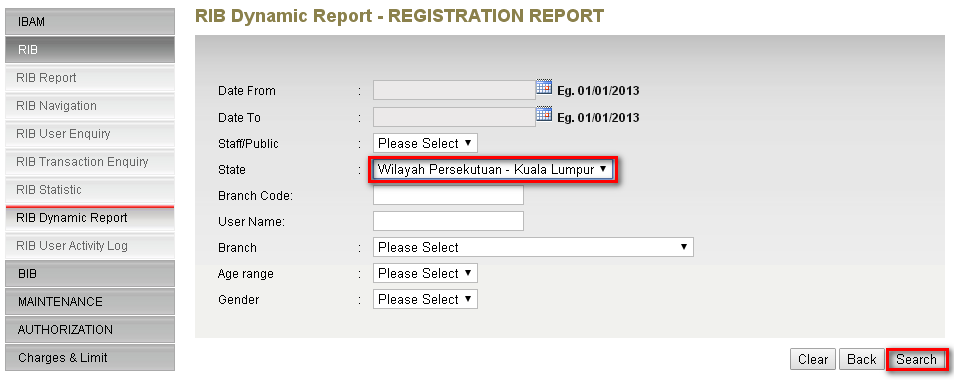 IBAM
RIB
RIB Report
RIB Navigation
RIB User Enquiry
RIB Transaction Enquiry
RIB Statistic
RIB Dynamic Report
RIB User Activity Log
BIB
MAINTENANCE
AUTHORIZATION
Charges & Limit
RIB Dynamic Report - REGISTRATION REPORT
Date From : Eg. 01/01/2013
Date To : Eg. 01/01/2013
Staff/Public : Please Select
State : Wilayah Persekutuan - Kuala Lumpur
Branch Code:
User Name:
Branch : Please Select
Age range : Please Select
Gender : Please Select
Clear Back Search